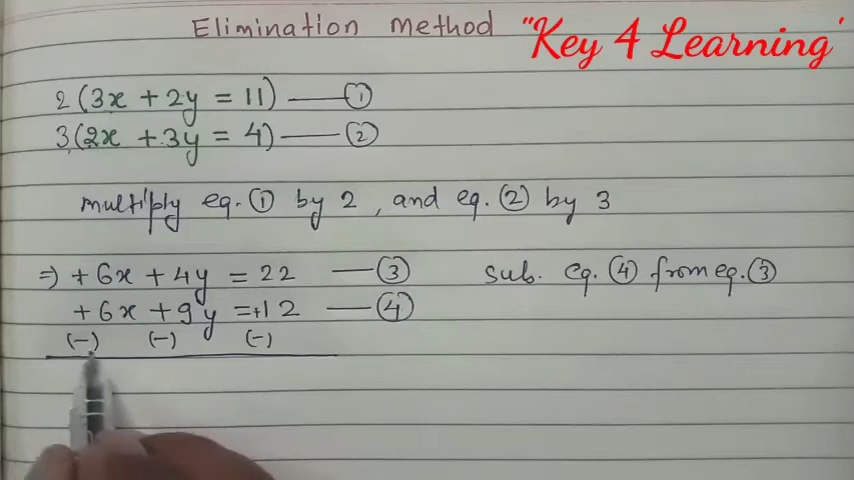 Elimination method "Key 4 Learning'
2 (3x + 2y = 11) —— ①
3 (2x + 3y = 4) —— ②
multiply eq. ① by 2 , and eq. ② by 3
⇒ +6x + 4y = 22 —— ③ sub. eq. ④ from eq. ③
+6x + 9y = +12 —— ④
(-) (-) (-)